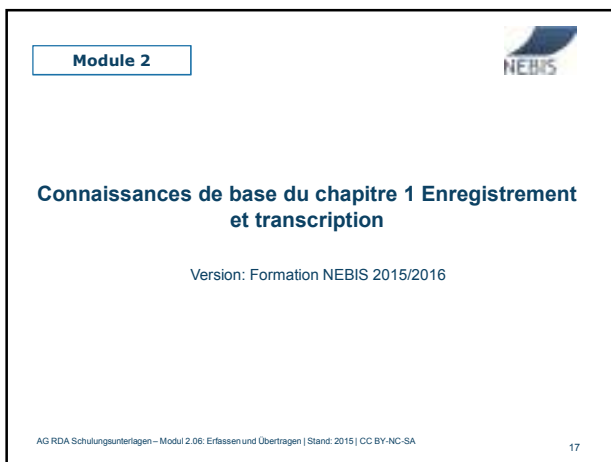 Module 2
NEBIS
Connaissances de base du chapitre 1 Enregistrement
et transcription
Version: Formation NEBIS 2015/2016
AG RDA Schulungsunterlagen – Modul 2.06: Erfassen und Übertragen | Stand: 2015 | CC BY-NC-SA
17